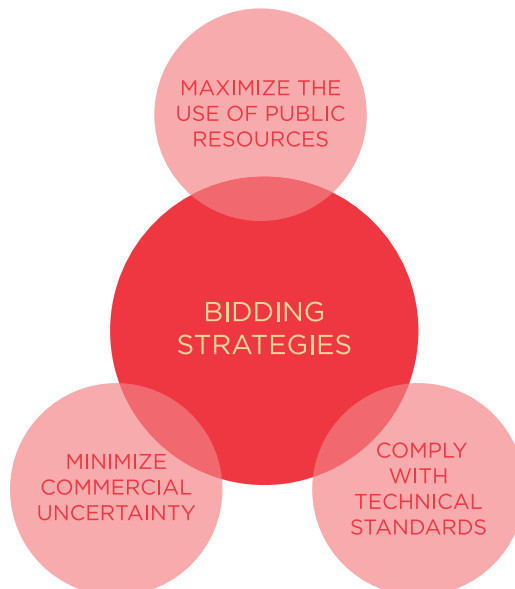 MAXIMIZE THE
USE OF PUBLIC
RESOURCES
BIDDING
STRATEGIES
MINIMIZE
COMMERCIAL
UNCERTAINTY
COMPLY
WITH
TECHNICAL
STANDARDS